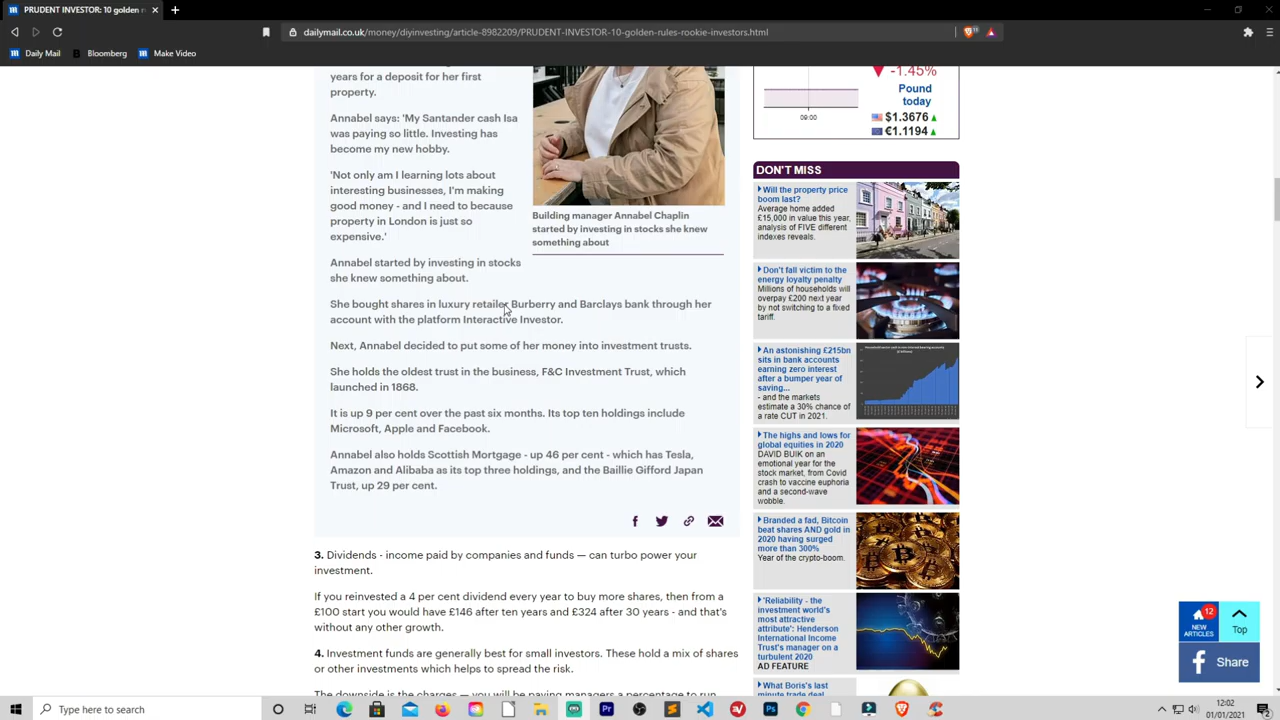 PRUDENT INVESTOR: 10 golden r
dailymail.co.uk/money/diyinvesting/article-8982209/PRUDENT-INVESTOR-10-golden-rules-rookie-investors.html
Daily Mail
Bloomberg
Make Video
years for a deposit for her first
property.
Annabel says: 'My Santander cash Isa
was paying so little. Investing has
become my new hobby.
'Not only am I learning lots about
interesting businesses, I'm making
good money - and I need to because
property in London is just so
expensive.'
Annabel started by investing in stocks
she knew something about.
Building manager Annabel Chaplin
started by investing in stocks she knew
something about
She bought shares in luxury retailer Burberry and Barclays bank through her
account with the platform Interactive Investor.
Next, Annabel decided to put some of her money into investment trusts.
She holds the oldest trust in the business, F&C Investment Trust, which
launched in 1868.
It is up 9 per cent over the past six months. Its top ten holdings include
Microsoft, Apple and Facebook.
Annabel also holds Scottish Mortgage - up 46 per cent - which has Tesla,
Amazon and Alibaba as its top three holdings, and the Baillie Gifford Japan
Trust, up 29 per cent.
3. Dividends - income paid by companies and funds — can turbo power your
investment.
If you reinvested a 4 per cent dividend every year to buy more shares, then from a
£100 start you would have £146 after ten years and £324 after 30 years - and that's
without any other growth.
4. Investment funds are generally best for small investors. These hold a mix of shares
or other investments which helps to spread the risk.
The downside is the charges — you will be paying managers a percentage to run
-1.45%
Pound
today
$1.3676
€1.1194
09:00
DON'T MISS
Will the property price
boom last?
Average home added
£15,000 in value this year,
analysis of FIVE different
indexes reveals.
Don't fall victim to the
energy loyalty penalty
Millions of households will
overpay £200 next year
by not switching to a fixed
tariff.
An astonishing £215bn
sits in bank accounts
earning zero interest
after a bumper year of
saving...
- and the markets
estimate a 30% chance of
a rate CUT in 2021.
The highs and lows for
global equities in 2020
DAVID BUIK on an
emotional year for the
stock market, from Covid
crash to vaccine euphoria
and a second-wave
wobble.
Branded a fad, Bitcoin
beat shares AND gold in
2020 having surged
more than 300%
Year of the crypto-boom.
'Reliability - the
investment world's
most attractive
attribute': Henderson
International Income
Trust's manager on a
turbulent 2020
AD FEATURE
What Boris's last
minute trade deal
12
NEW
ARTICLES
Top
Share
Type here to search
12:02
01/01/2021